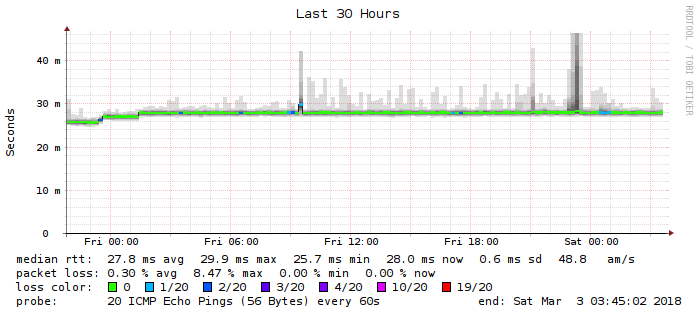 Last 30 Hours
RRDTOOL / TOBI OETIKER
Seconds
40 m
30 m
20 m
10 m
0
Fri 00:00 Fri 06:00 Fri 12:00 Fri 18:00 Sat 00:00
median rtt: 27.8 ms avg 29.9 ms max 25.7 ms min 28.0 ms now 0.6 ms sd 48.8 am/s
packet loss: 0.30 % avg 8.47 % max 0.00 % min 0.00 % now
loss color: 0 1/20 2/20 3/20 4/20 10/20 19/20
probe: 20 ICMP Echo Pings (56 Bytes) every 60s end: Sat Mar 3 03:45:02 2018